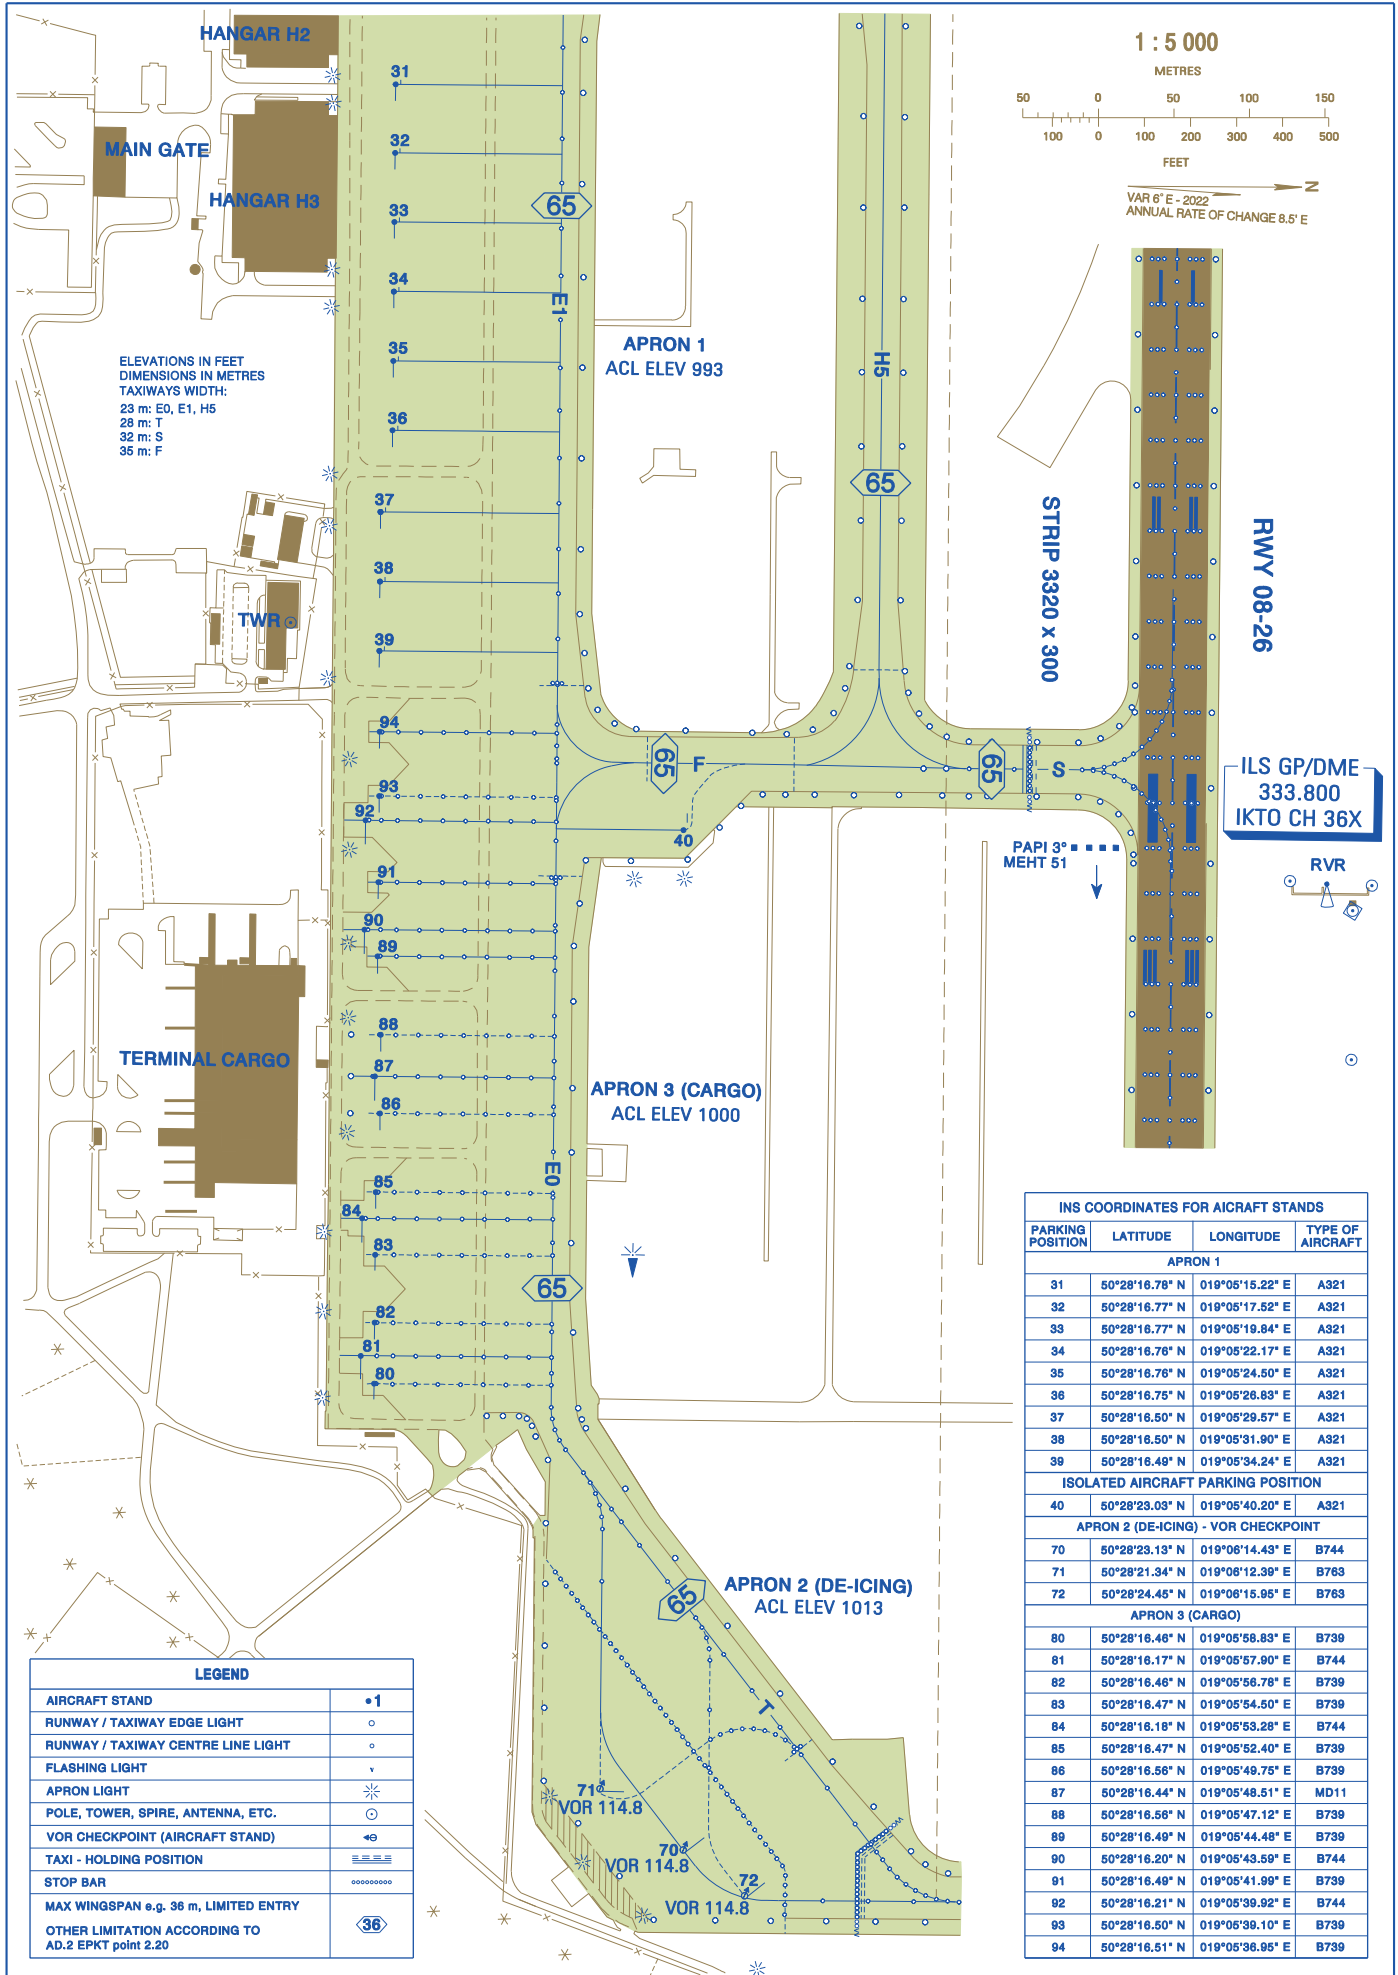 HANGAR H2
MAIN GATE
HANGAR H3
31
32
33
34
35
36
37
38
39
65
E1
APRON 1
ACL ELEV 993
H5
65
1 : 5 000
METRES
50 0 50 100 150
100 0 100 200 300 400 500
FEET
N
VAR 6° E - 2022
ANNUAL RATE OF CHANGE 8.5' E
ELEVATIONS IN FEET
DIMENSIONS IN METRES
TAXIWAYS WIDTH:
23 m: E0, E1, H5
28 m: T
32 m: S
35 m: F
TWR
STRIP 3320 x 300
RWY 08-26
94
93
92
91
90
89
65
F
40
65
S
ILS GP/DME
333.800
IKTO CH 36X
PAPI 3°
MEHT 51
RVR
TERMINAL CARGO
88
87
86
85
84
83
82
81
80
APRON 3 (CARGO)
ACL ELEV 1000
E0
65
APRON 2 (DE-ICING)
ACL ELEV 1013
65
T
71
VOR 114.8
70
VOR 114.8
72
VOR 114.8
INS COORDINATES FOR AICRAFT STANDS
PARKING POSITION LATITUDE LONGITUDE TYPE OF AIRCRAFT
APRON 1
31 50°28'16.78" N 019°05'15.22" E A321
32 50°28'16.77" N 019°05'17.52" E A321
33 50°28'16.77" N 019°05'19.84" E A321
34 50°28'16.76" N 019°05'22.17" E A321
35 50°28'16.76" N 019°05'24.50" E A321
36 50°28'16.75" N 019°05'26.83" E A321
37 50°28'16.50" N 019°05'29.57" E A321
38 50°28'16.50" N 019°05'31.90" E A321
39 50°28'16.49" N 019°05'34.24" E A321
ISOLATED AIRCRAFT PARKING POSITION
40 50°28'23.03" N 019°05'40.20" E A321
APRON 2 (DE-ICING) - VOR CHECKPOINT
70 50°28'23.13" N 019°06'14.43" E B744
71 50°28'21.34" N 019°06'12.39" E B763
72 50°28'24.45" N 019°06'15.95" E B763
APRON 3 (CARGO)
80 50°28'16.46" N 019°05'58.83" E B739
81 50°28'16.17" N 019°05'57.90" E B744
82 50°28'16.46" N 019°05'56.78" E B739
83 50°28'16.47" N 019°05'54.50" E B739
84 50°28'16.18" N 019°05'53.28" E B744
85 50°28'16.47" N 019°05'52.40" E B739
86 50°28'16.56" N 019°05'49.75" E B739
87 50°28'16.44" N 019°05'48.51" E MD11
88 50°28'16.56" N 019°05'47.12" E B739
89 50°28'16.49" N 019°05'44.48" E B739
90 50°28'16.20" N 019°05'43.59" E B744
91 50°28'16.49" N 019°05'41.99" E B739
92 50°28'16.21" N 019°05'39.92" E B744
93 50°28'16.50" N 019°05'39.10" E B739
94 50°28'16.51" N 019°05'36.95" E B739
LEGEND
AIRCRAFT STAND 1
RUNWAY / TAXIWAY EDGE LIGHT
RUNWAY / TAXIWAY CENTRE LINE LIGHT
FLASHING LIGHT
APRON LIGHT
POLE, TOWER, SPIRE, ANTENNA, ETC.
VOR CHECKPOINT (AIRCRAFT STAND)
TAXI - HOLDING POSITION
STOP BAR
MAX WINGSPAN e.g. 36 m, LIMITED ENTRY
36
OTHER LIMITATION ACCORDING TO
AD.2 EPKT point 2.20